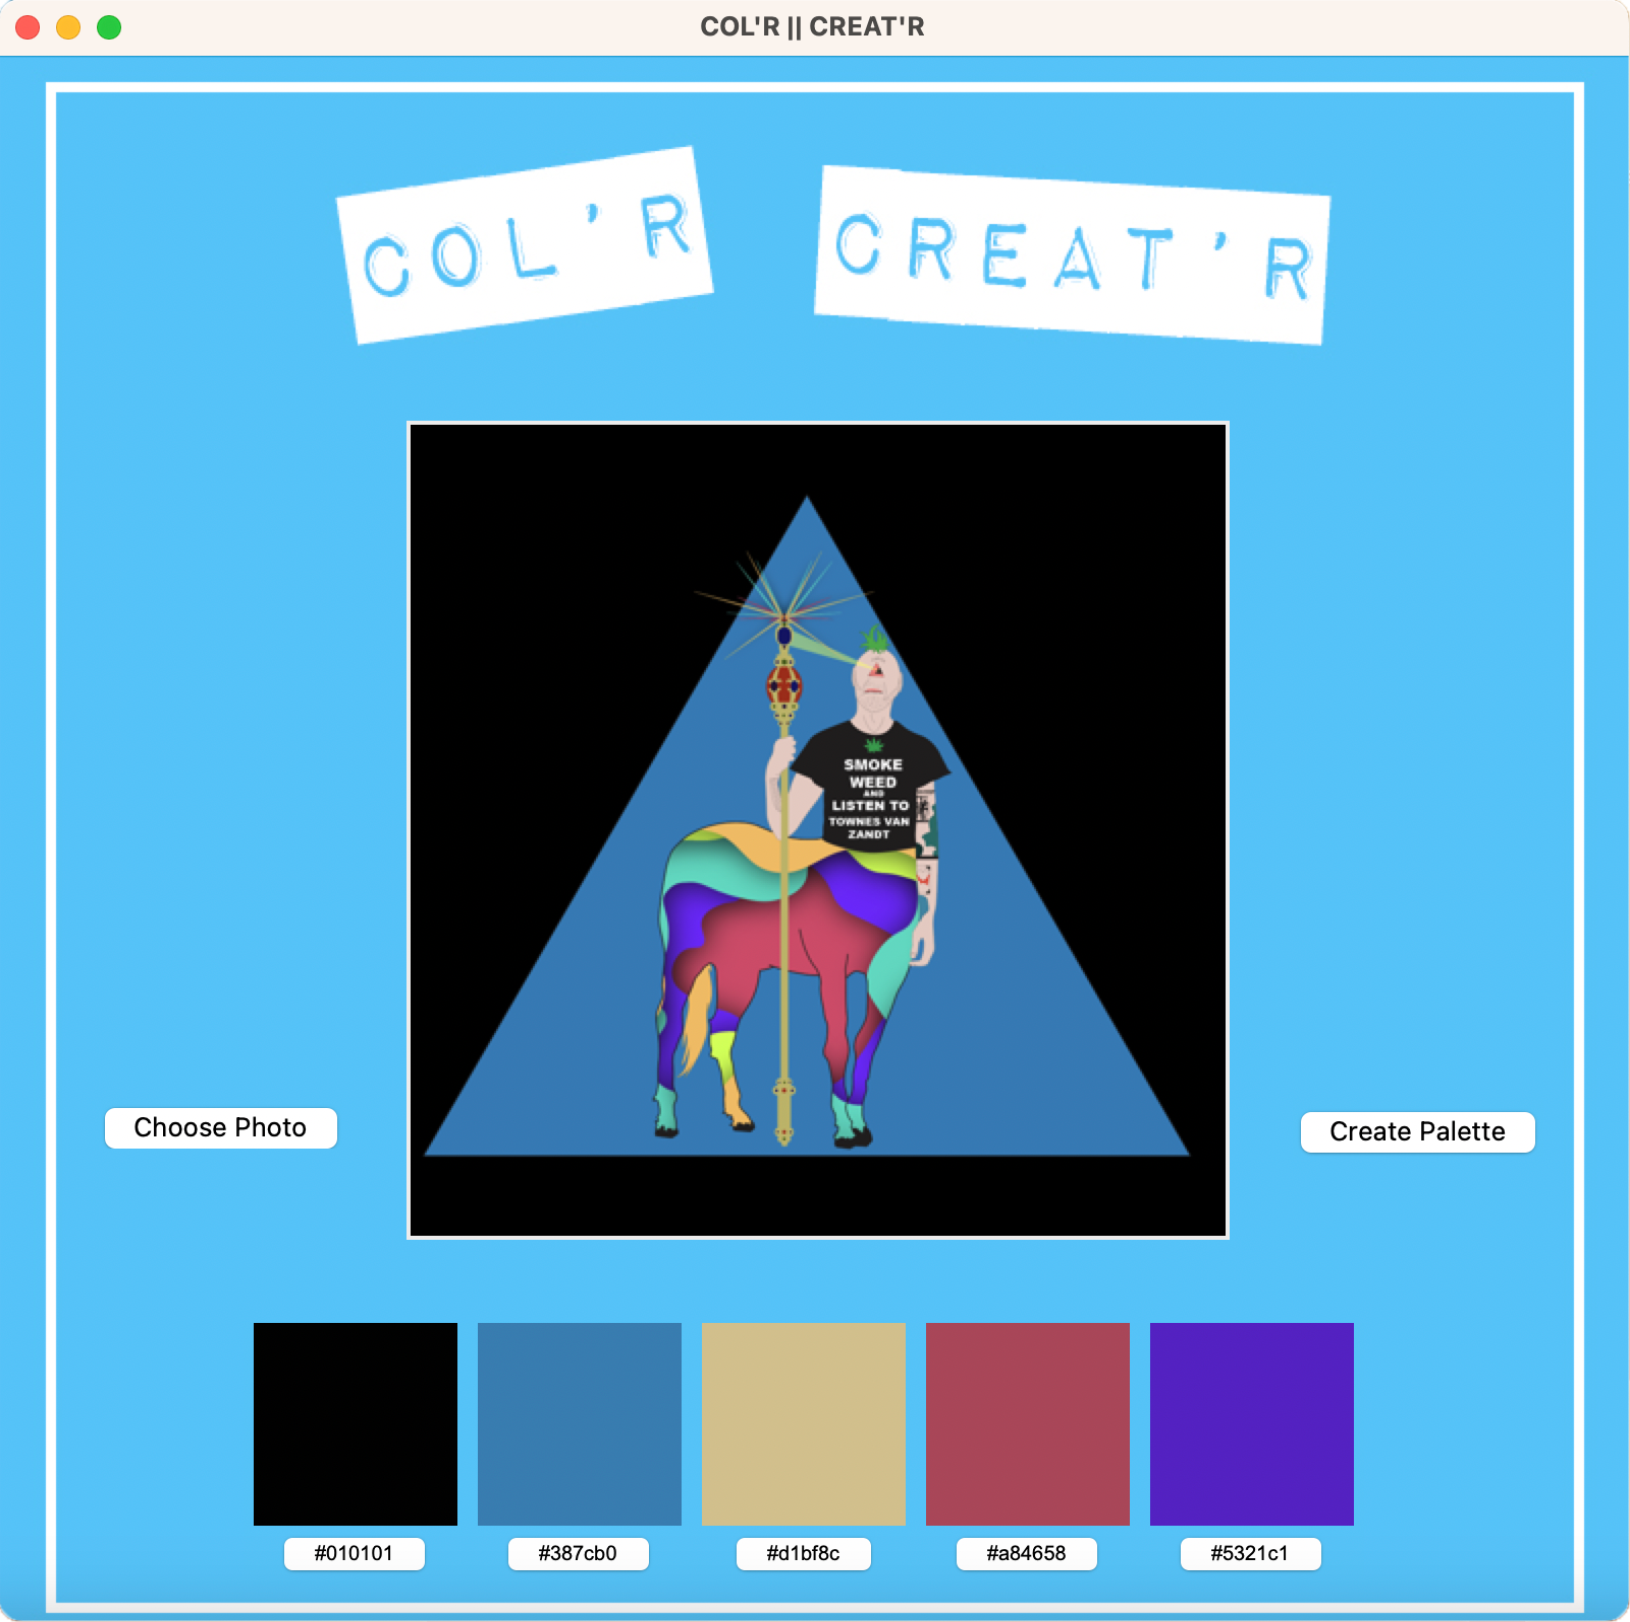 COL'R || CREAT'R
COL'R CREAT'R
SMOKE
WEED
AND
LISTEN TO
TOWNES VAN
ZANDT
Choose Photo
Create Palette
#010101 #387cb0 #d1bf8c #a84658 #5321c1